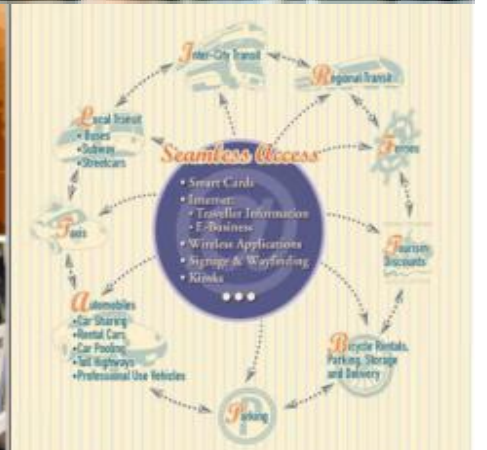 Inter-City Transit
Regional Transit
Local Transit
• Buses
• Subway
• Streetcars
Ferries
Seamless Access
• Smart Cards
• Internet:
• Traveller Information
• E-Business
• Wireless Applications
• Signage & Wayfinding
• Kiosks
•••
Taxis
Tourism
Discounts
Automobiles
•Car Sharing
•Rental Cars
•Car Pooling
•Toll Highways
•Professional Use Vehicles
Bicycle Rentals,
Parking, Storage
and Delivery
Parking